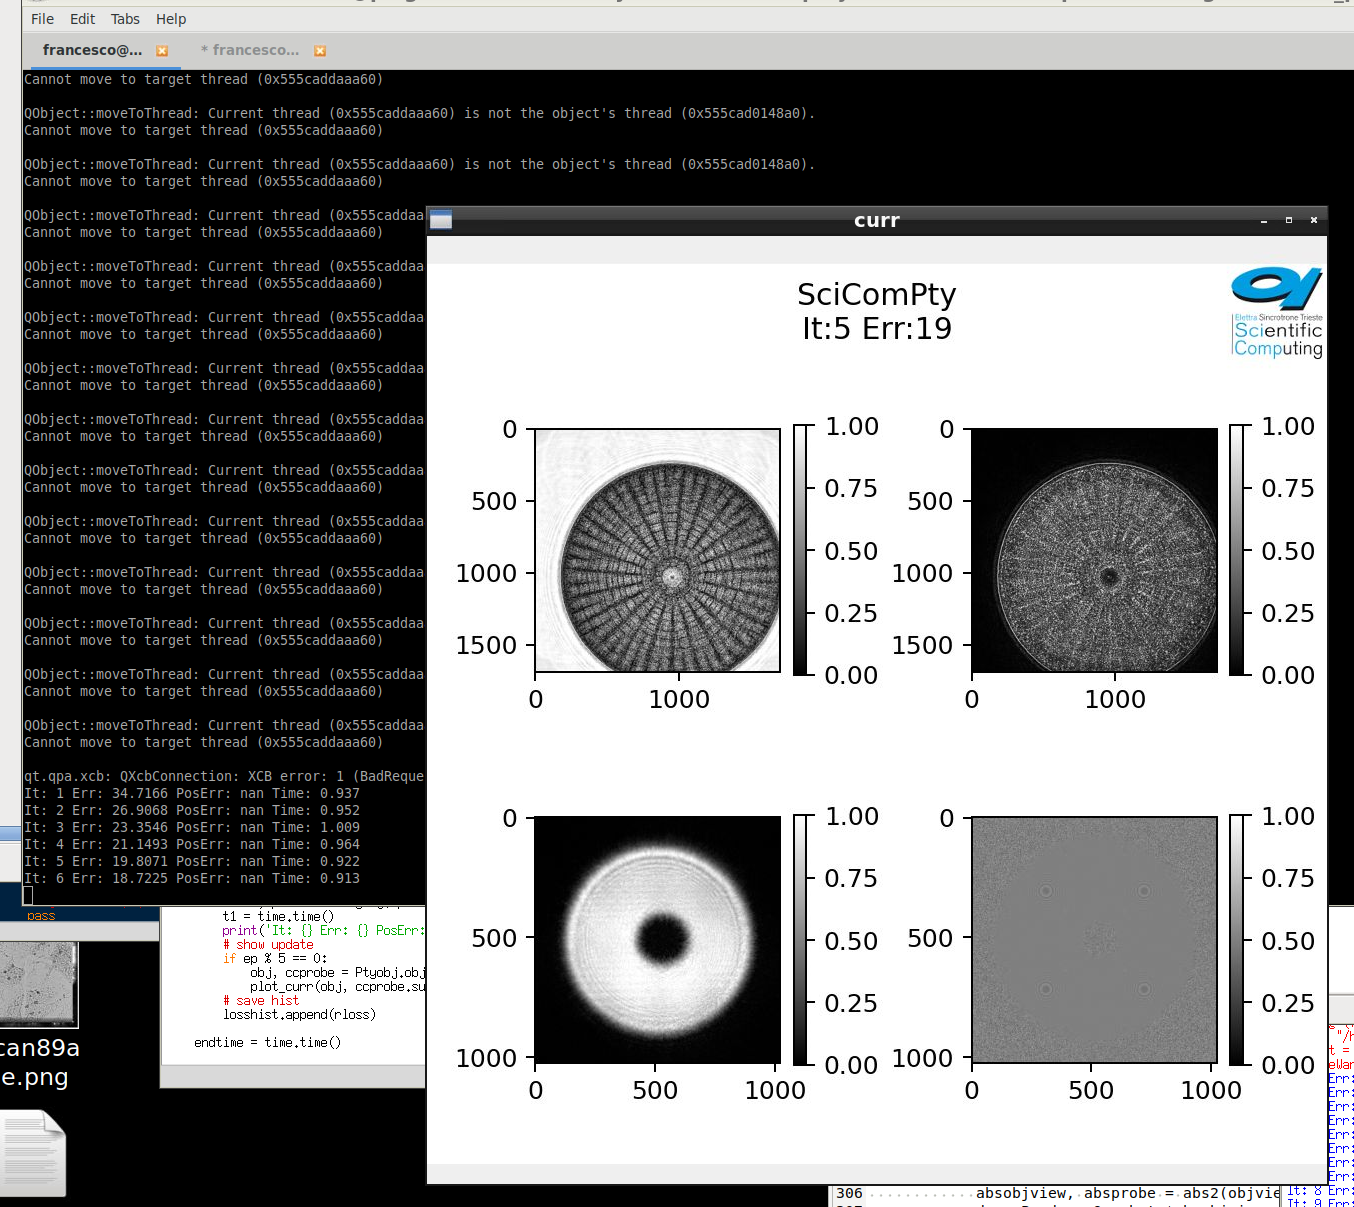 File Edit Tabs Help
francesco@... * francesco...
Cannot move to target thread (0x555caddaaa60)
QObject::moveToThread: Current thread (0x555caddaaa60) is not the object's thread (0x555cad0148a0).
Cannot move to target thread (0x555caddaaa60)
QObject::moveToThread: Current thread (0x555caddaaa60) is not the object's thread (0x555cad0148a0).
Cannot move to target thread (0x555caddaaa60)
QObject::moveToThread: Current thread (0x555caddaa
Cannot move to target thread (0x555caddaaa60)
QObject::moveToThread: Current thread (0x555caddaa
Cannot move to target thread (0x555caddaaa60)
QObject::moveToThread: Current thread (0x555caddaa
Cannot move to target thread (0x555caddaaa60)
QObject::moveToThread: Current thread (0x555caddaa
Cannot move to target thread (0x555caddaaa60)
QObject::moveToThread: Current thread (0x555caddaa
Cannot move to target thread (0x555caddaaa60)
QObject::moveToThread: Current thread (0x555caddaa
Cannot move to target thread (0x555caddaaa60)
QObject::moveToThread: Current thread (0x555caddaa
Cannot move to target thread (0x555caddaaa60)
QObject::moveToThread: Current thread (0x555caddaa
Cannot move to target thread (0x555caddaaa60)
QObject::moveToThread: Current thread (0x555caddaa
Cannot move to target thread (0x555caddaaa60)
QObject::moveToThread: Current thread (0x555caddaa
Cannot move to target thread (0x555caddaaa60)
QObject::moveToThread: Current thread (0x555caddaa
Cannot move to target thread (0x555caddaaa60)
qt.qpa.xcb: QXcbConnection: XCB error: 1 (BadReque
It: 1 Err: 34.7166 PosErr: nan Time: 0.937
It: 2 Err: 26.9068 PosErr: nan Time: 0.952
It: 3 Err: 23.3546 PosErr: nan Time: 1.009
It: 4 Err: 21.1493 PosErr: nan Time: 0.964
It: 5 Err: 19.8071 PosErr: nan Time: 0.922
It: 6 Err: 18.7225 PosErr: nan Time: 0.913
curr
SciComPty
It:5 Err:19
Elettra Sincrotrone Trieste
Scientific
Computing
0
500
1000
1500
0 1000
1.00
0.75
0.50
0.25
0.00
0
500
1000
1500
0 1000
1.00
0.75
0.50
0.25
0.00
0
500
1000
0 500 1000
1.00
0.75
0.50
0.25
0.00
0
500
1000
0 500 1000
1.00
0.75
0.50
0.25
0.00
pass
t1 = time.time()
print('It: {} Err: {} PosErr:
# show update
if ep % 5 == 0:
obj, ccprobe = Ptyobj.obj
plot_curr(obj, ccprobe.su
# save hist
losshist.append(rloss)
endtime = time.time()
can89a
e.png
306 absobjview, absprobe = abs2(objvie
It: 8 Err:
It: 9 Err: